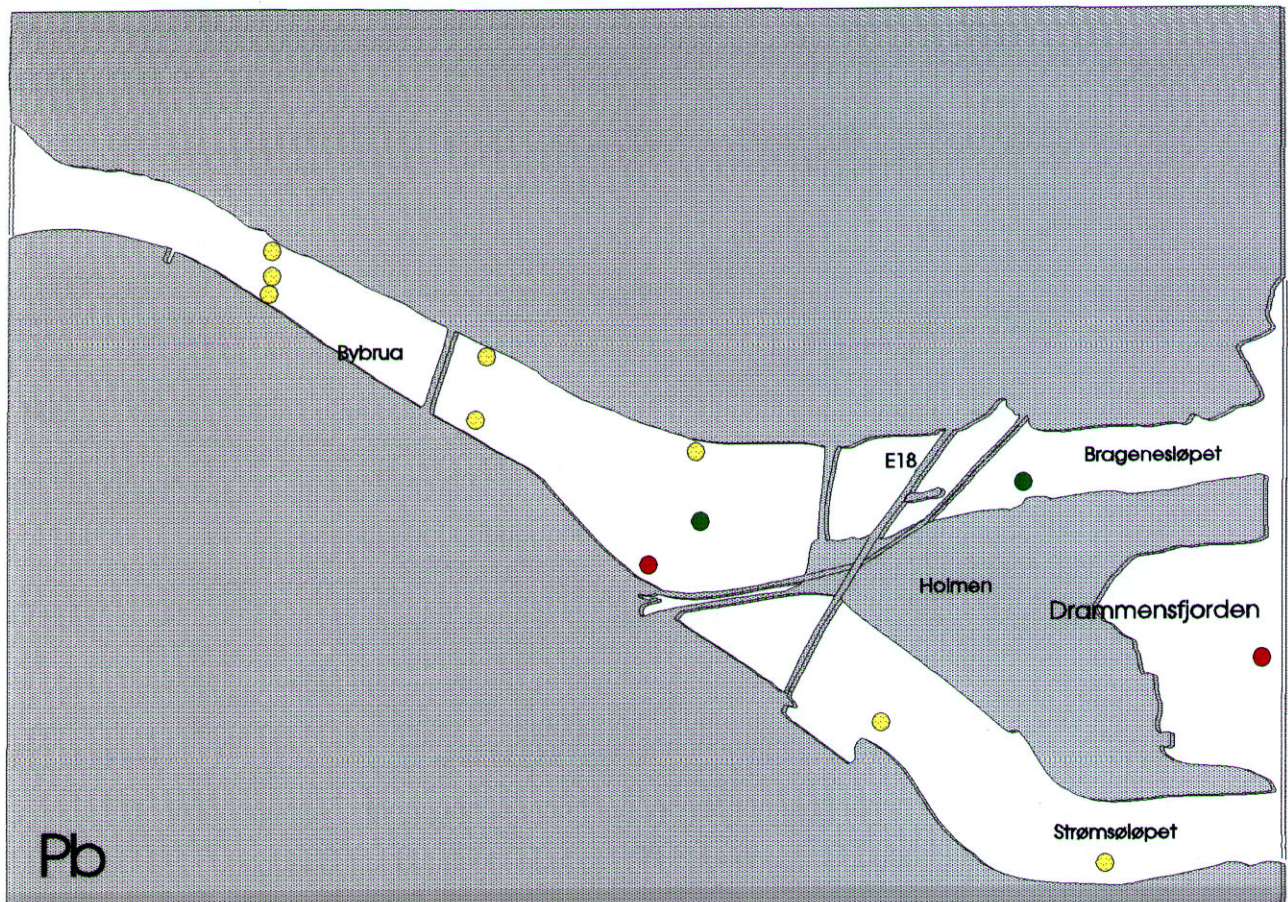 Bybrua
E18
Bragenesløpet
Holmen
Drammensfjorden
Strømsøløpet
Pb